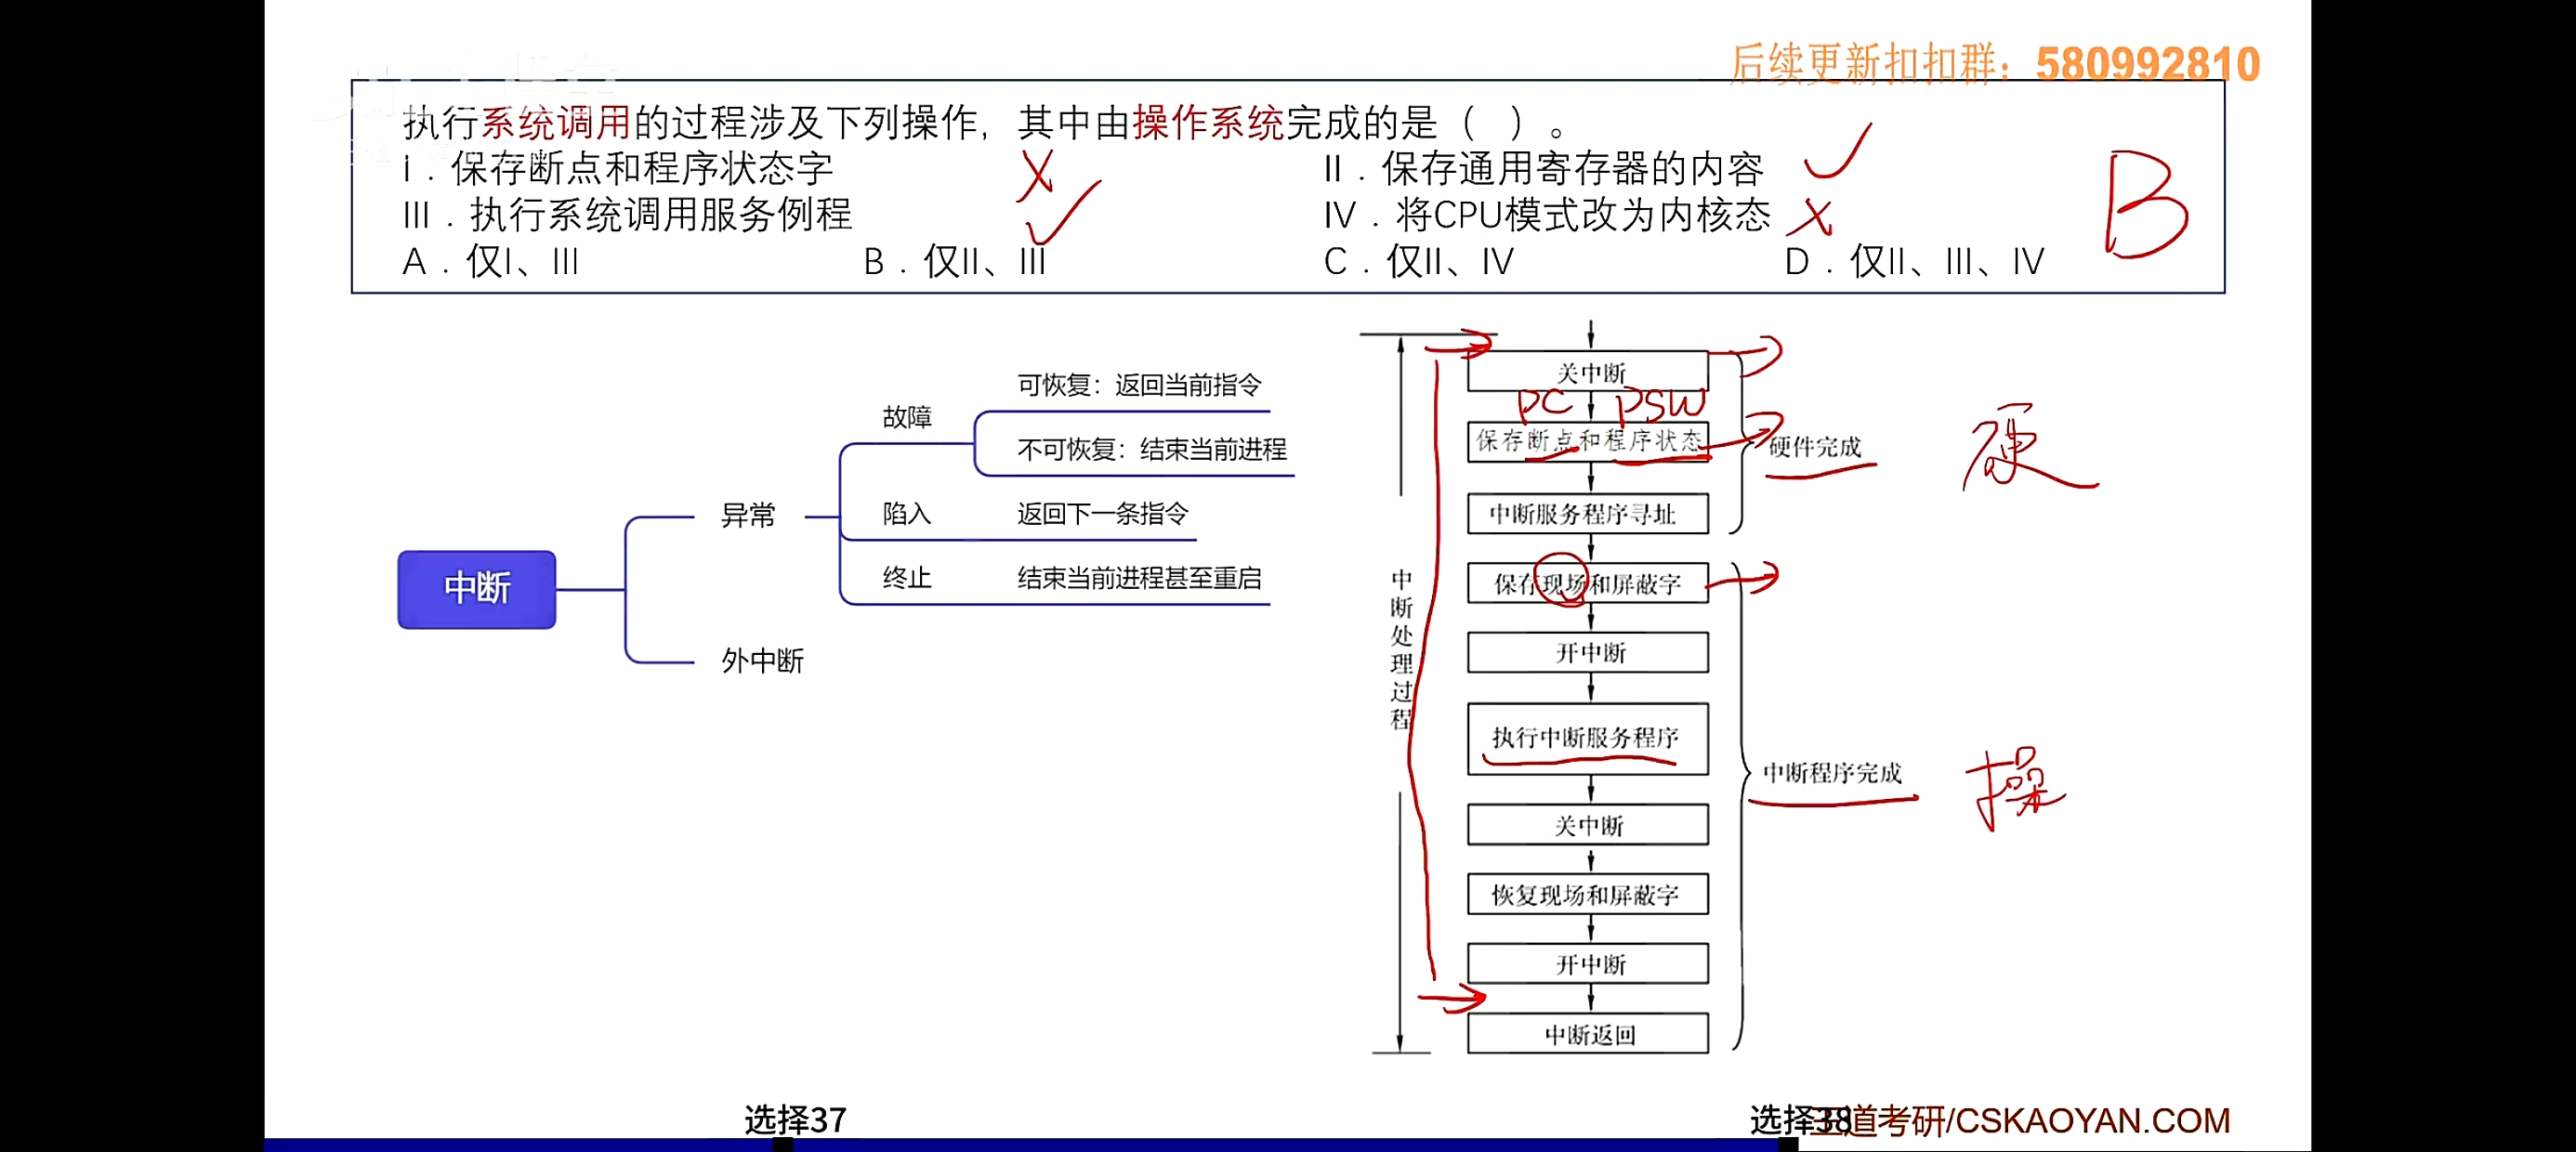 后续更新扣扣群：580992810
执行系统调用的过程涉及下列操作，其中由操作系统完成的是（ ）。
I．保存断点和程序状态字 X II．保存通用寄存器的内容 ✓
III．执行系统调用服务例程 ✓ IV．将CPU模式改为内核态 X
A．仅I、III B．仅II、III C．仅II、IV D．仅II、III、IV
B
中断
异常
故障
可恢复：返回当前指令
不可恢复：结束当前进程
陷入 返回下一条指令
终止 结束当前进程甚至重启
外中断
中断处理过程
关中断
PC PSW
保存断点和程序状态
硬件完成 硬
中断服务程序寻址
保存现场和屏蔽字
开中断
执行中断服务程序
中断程序完成 操
关中断
恢复现场和屏蔽字
开中断
中断返回
选择37
选择38
王道考研/CSKAOYAN.COM